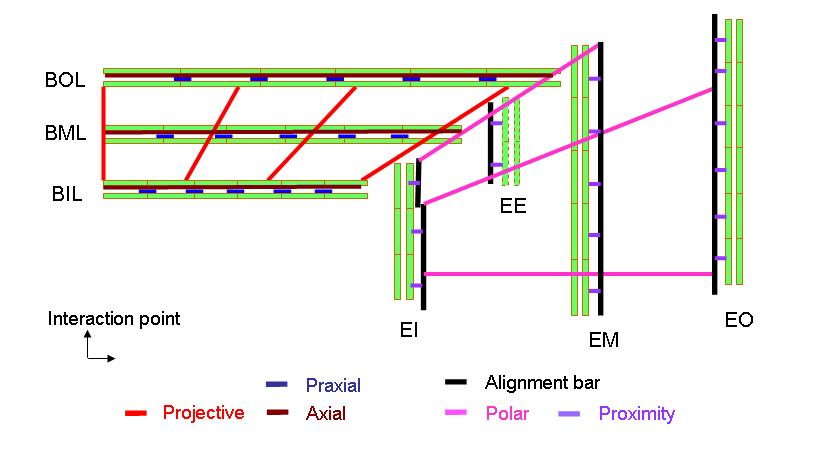 BOL
BML
BIL
EE
Interaction point
EI
EM
EO
Praxial
Alignment bar
Projective
Axial
Polar
Proximity